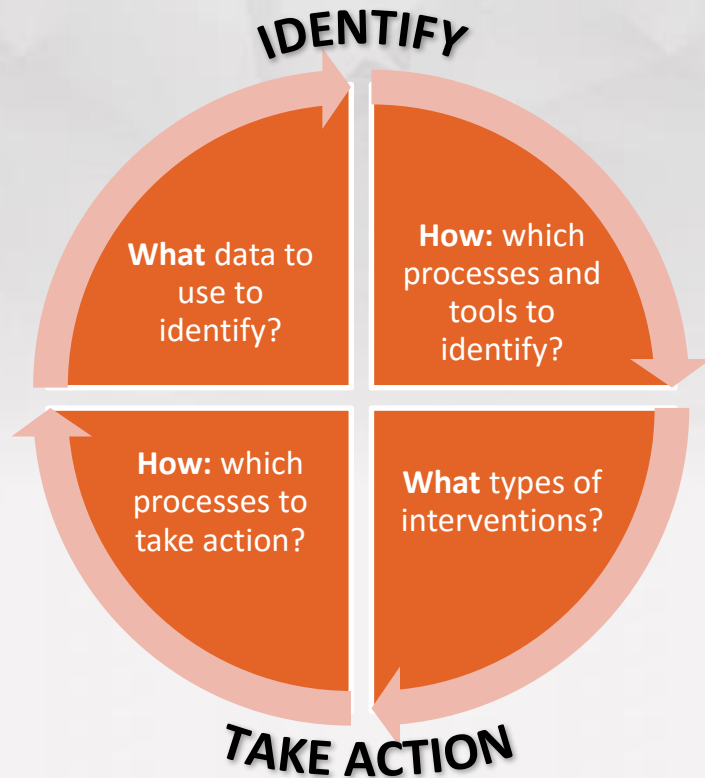 IDENTIFY
What data to
use to
identify?
How: which
processes and
tools to
identify?
How: which
processes to
take action?
What types of
interventions?
TAKE ACTION